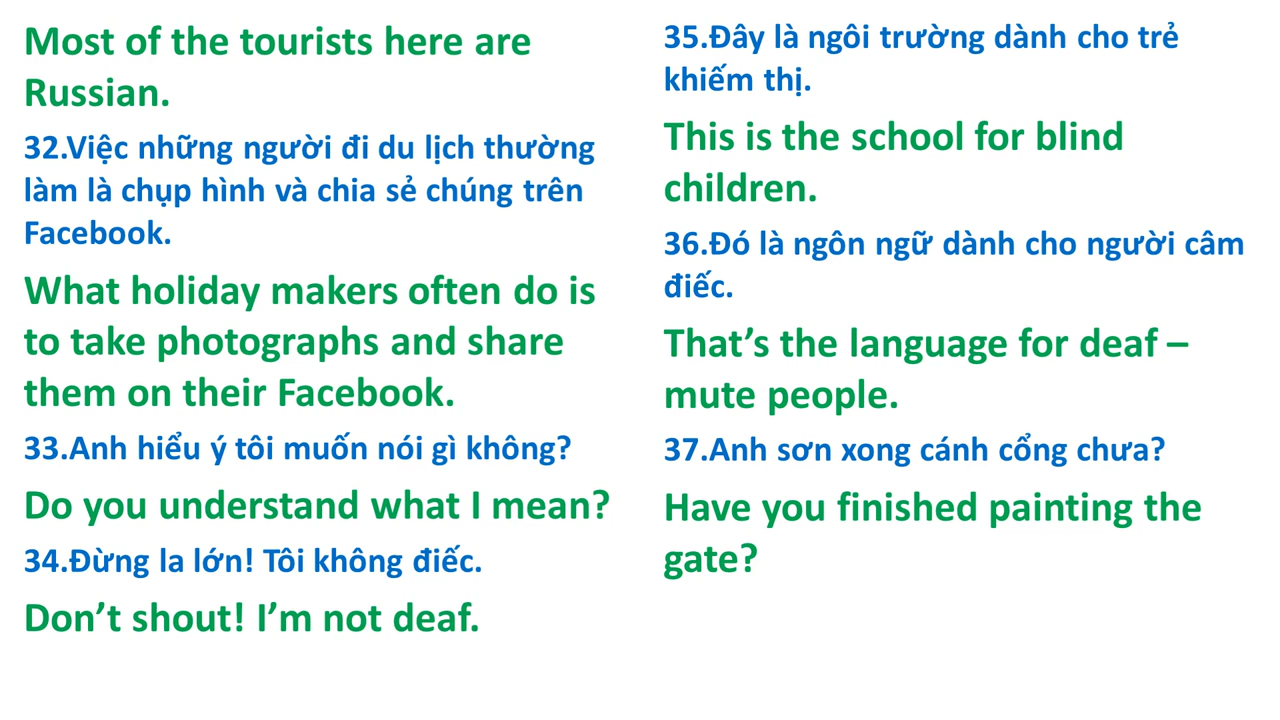 Most of the tourists here are
Russian.
32.Việc những người đi du lịch thường
làm là chụp hình và chia sẻ chúng trên
Facebook.
What holiday makers often do is
to take photographs and share
them on their Facebook.
33.Anh hiểu ý tôi muốn nói gì không?
Do you understand what I mean?
34.Đừng la lớn! Tôi không điếc.
Don’t shout! I’m not deaf.
35.Đây là ngôi trường dành cho trẻ
khiếm thị.
This is the school for blind
children.
36.Đó là ngôn ngữ dành cho người câm
điếc.
That’s the language for deaf –
mute people.
37.Anh sơn xong cánh cổng chưa?
Have you finished painting the
gate?